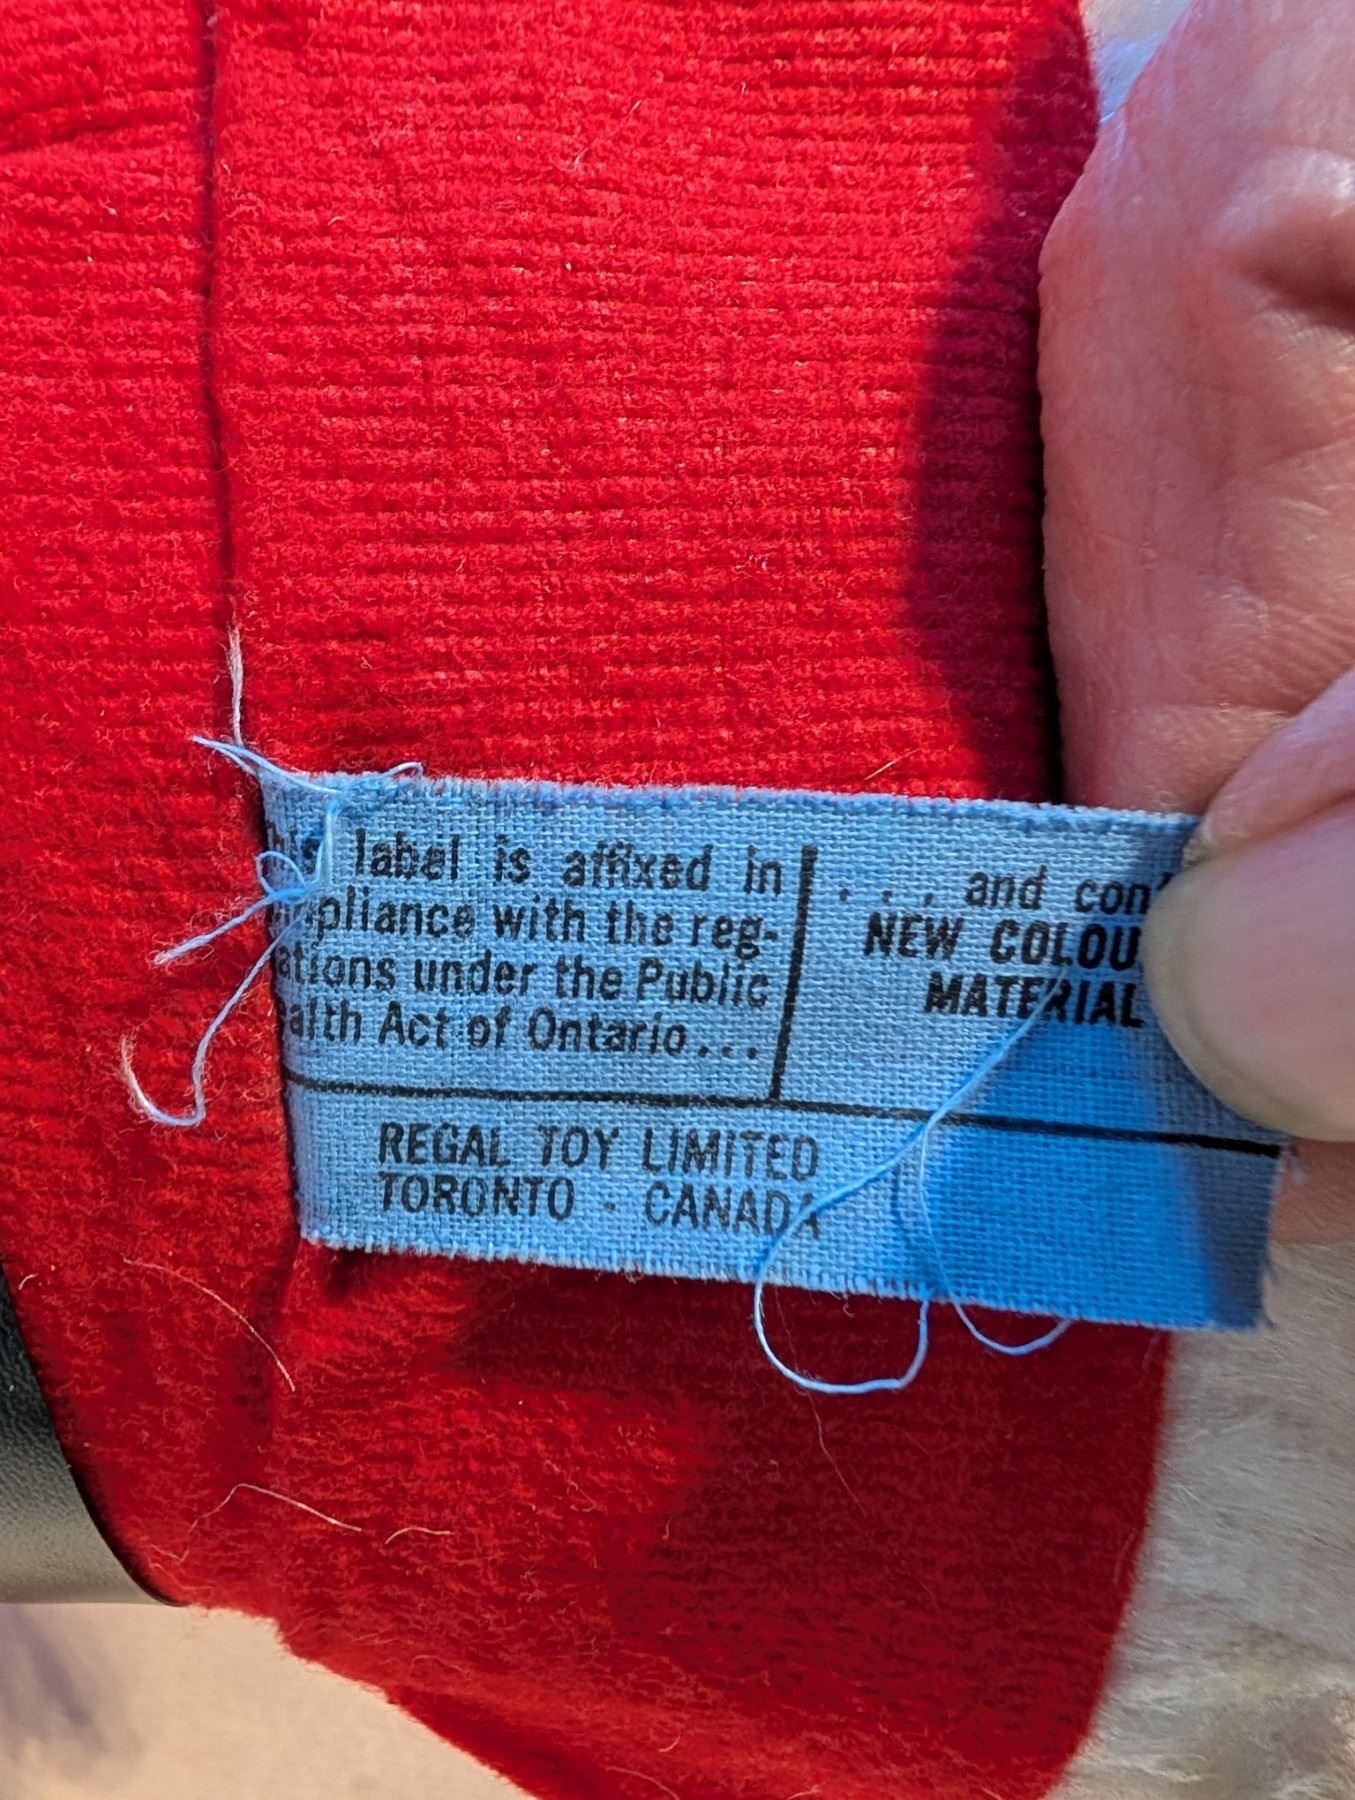 label is affixed in
with the reg-
under the Public
Act of Ontario...
. . . and
NEW
MATERIAL
REGAL TOY LIMITED
TORONTO - CANADA